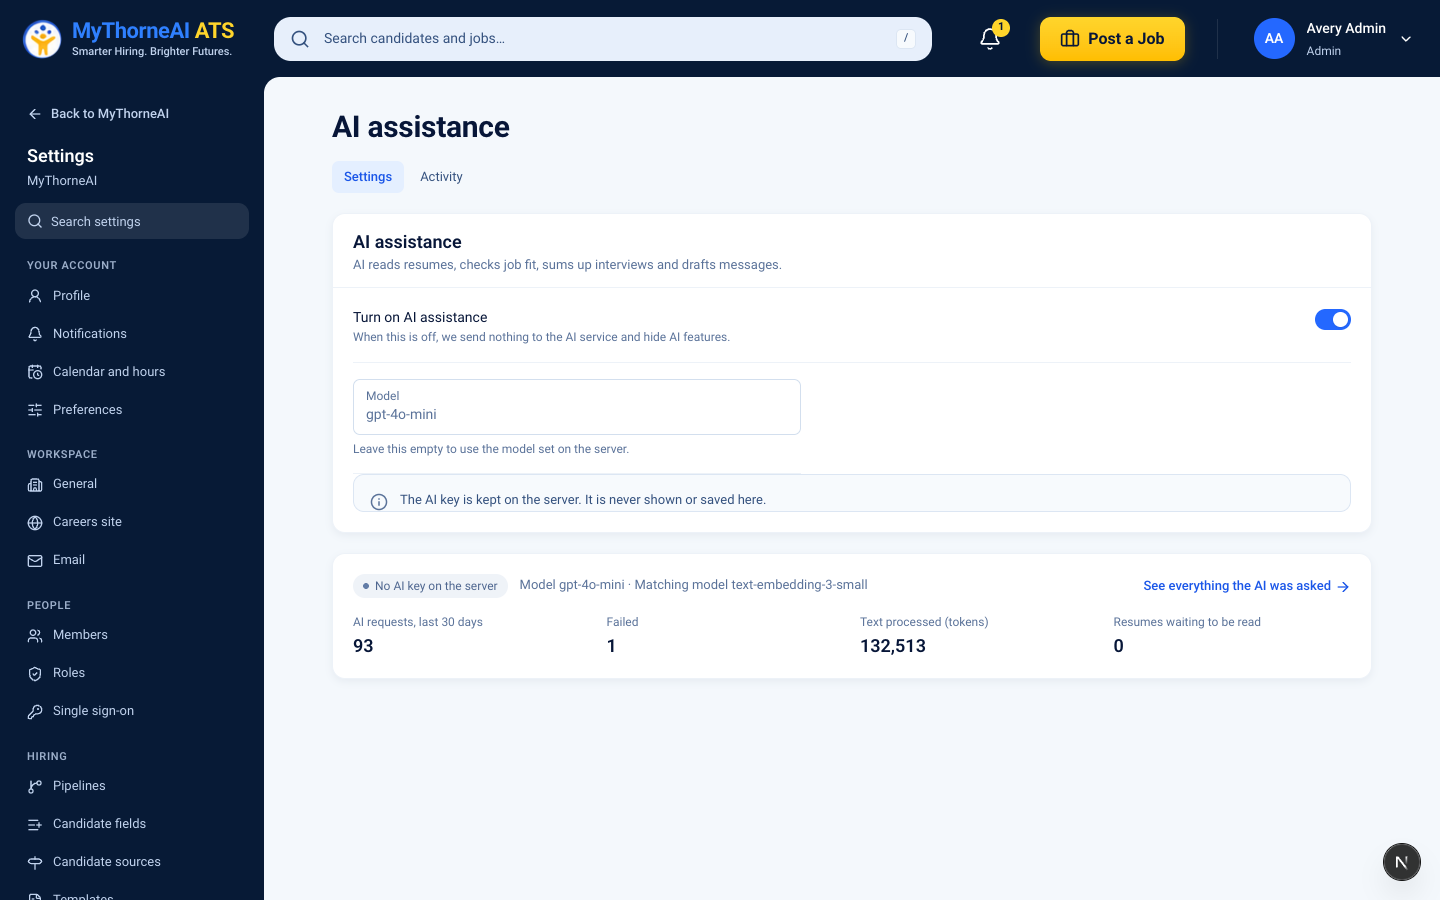 MyThorneAI ATS
Smarter Hiring. Brighter Futures.
Search candidates and jobs...
/
1
Post a Job
AA
Avery Admin
Admin
Back to MyThorneAI
Settings
MyThorneAI
Search settings
YOUR ACCOUNT
Profile
Notifications
Calendar and hours
Preferences
WORKSPACE
General
Careers site
Email
PEOPLE
Members
Roles
Single sign-on
HIRING
Pipelines
Candidate fields
Candidate sources
Templates
AI assistance
Settings
Activity
AI assistance
AI reads resumes, checks job fit, sums up interviews and drafts messages.
Turn on AI assistance
When this is off, we send nothing to the AI service and hide AI features.
Model
gpt-4o-mini
Leave this empty to use the model set on the server.
The AI key is kept on the server. It is never shown or saved here.
No AI key on the server
Model gpt-4o-mini · Matching model text-embedding-3-small
See everything the AI was asked
AI requests, last 30 days
93
Failed
1
Text processed (tokens)
132,513
Resumes waiting to be read
0
N